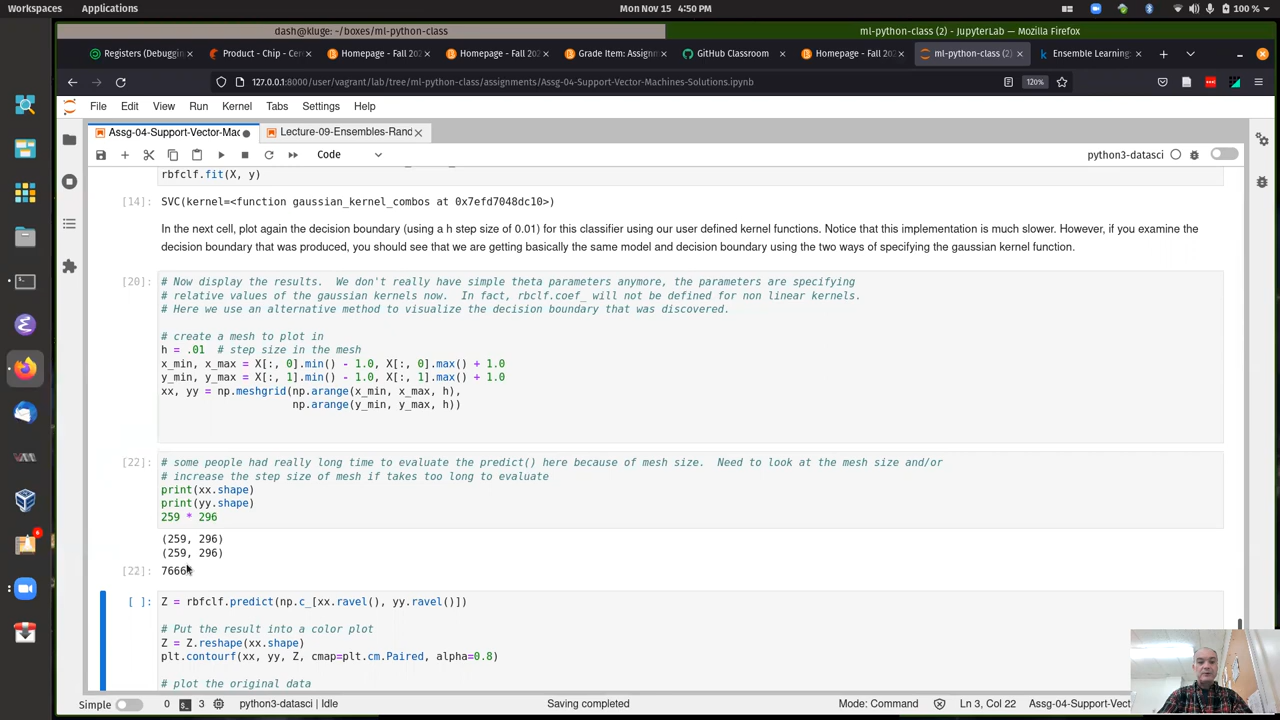 Workspaces Applications Mon Nov 15 4:50 PM 100 %
dash@kluge: ~/boxes/ml-python-class
ml-python-class (2) - JupyterLab — Mozilla Firefox
Registers (Debuggin
Product - Chip - Cer
Homepage - Fall 202
Homepage - Fall 202
Grade Item: Assignm
GitHub Classroom
Homepage - Fall 202
ml-python-class (2)
Ensemble Learning:
127.0.0.1:8000/user/vagrant/lab/tree/ml-python-class/assignments/Assg-04-Support-Vector-Machines-Solutions.ipynb
120%
File Edit View Run Kernel Tabs Settings Help
Assg-04-Support-Vector-Mac
Lecture-09-Ensembles-Rand
Code
python3-datasci
rbfclf.fit(X, y)
[14]: SVC(kernel=<function gaussian_kernel_combos at 0x7efd7048dc10>)
In the next cell, plot again the decision boundary (using a h step size of 0.01) for this classifier using our user defined kernel functions. Notice that this implementation is much slower. However, if you examine the
decision boundary that was produced, you should see that we are getting basically the same model and decision boundary using the two ways of specifying the gaussian kernel function.
[20]: # Now display the results. We don't really have simple theta parameters anymore, the parameters are specifying
# relative values of the gaussian kernels now. In fact, rbclf.coef_ will not be defined for non linear kernels.
# Here we use an alternative method to visualize the decision boundary that was discovered.
# create a mesh to plot in
h = .01 # step size in the mesh
x_min, x_max = X[:, 0].min() - 1.0, X[:, 0].max() + 1.0
y_min, y_max = X[:, 1].min() - 1.0, X[:, 1].max() + 1.0
xx, yy = np.meshgrid(np.arange(x_min, x_max, h),
np.arange(y_min, y_max, h))
[22]: # some people had really long time to evaluate the predict() here because of mesh size. Need to look at the mesh size and/or
# increase the step size of mesh if takes too long to evaluate
print(xx.shape)
print(yy.shape)
259 * 296
(259, 296)
(259, 296)
[22]: 7666
[ ]: Z = rbfclf.predict(np.c_[xx.ravel(), yy.ravel()])
# Put the result into a color plot
Z = Z.reshape(xx.shape)
plt.contourf(xx, yy, Z, cmap=plt.cm.Paired, alpha=0.8)
# plot the original data
Simple 0 3 python3-datasci | Idle Saving completed Mode: Command Ln 3, Col 22 Assg-04-Support-Vector-Mac